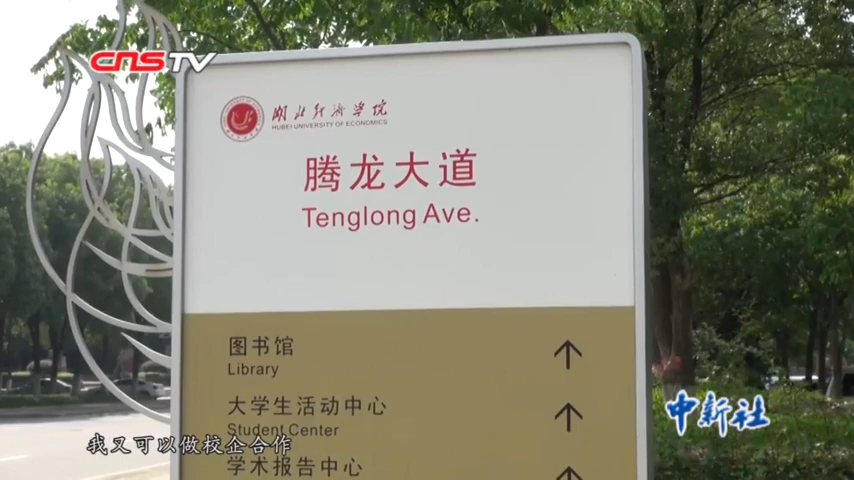 CNSTV
湖北经济学院
HUBEI UNIVERSITY OF ECONOMICS
腾龙大道
Tenglong Ave.
图书馆
Library
大学生活动中心
Student Center
学术报告中心
中新社
我又可以做校企合作